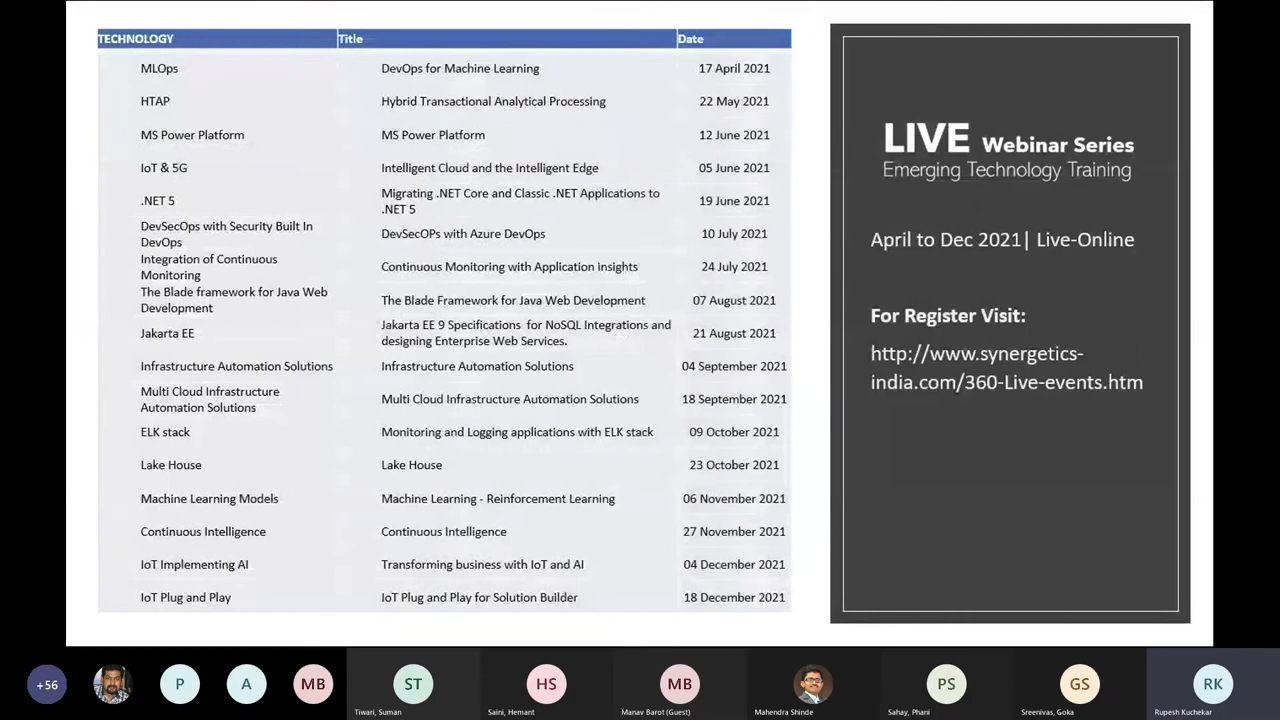 TECHNOLOGY Title Date
MLOps DevOps for Machine Learning 17 April 2021
HTAP Hybrid Transactional Analytical Processing 22 May 2021
MS Power Platform MS Power Platform 12 June 2021
IoT & 5G Intelligent Cloud and the Intelligent Edge 05 June 2021
.NET 5 Migrating .NET Core and Classic .NET Applications to
.NET 5 19 June 2021
DevSecOps with Security Built In
DevOps DevSecOPs with Azure DevOps 10 July 2021
Integration of Continuous
Monitoring Continuous Monitoring with Application insights 24 July 2021
The Blade framework for Java Web
Development The Blade Framework for Java Web Development 07 August 2021
Jakarta EE Jakarta EE 9 Specifications for NoSQL Integrations and
designing Enterprise Web Services. 21 August 2021
Infrastructure Automation Solutions Infrastructure Automation Solutions 04 September 2021
Multi Cloud Infrastructure
Automation Solutions Multi Cloud Infrastructure Automation Solutions 18 September 2021
ELK stack Monitoring and Logging applications with ELK stack 09 October 2021
Lake House Lake House 23 October 2021
Machine Learning Models Machine Learning - Reinforcement Learning 06 November 2021
Continuous Intelligence Continuous Intelligence 27 November 2021
IoT Implementing AI Transforming business with IoT and AI 04 December 2021
IoT Plug and Play IoT Plug and Play for Solution Builder 18 December 2021
LIVE Webinar Series
Emerging Technology Training
April to Dec 2021| Live-Online
For Register Visit:
http://www.synergetics-
india.com/360-Live-events.htm
+56 P A MB ST HS MB PS GS RK
Tiwari, Suman Saini, Hemant Manav Barot (Guest) Mahendra Shinde Sahay, Phani Sreenivas, Goka Rupesh Kuchekar